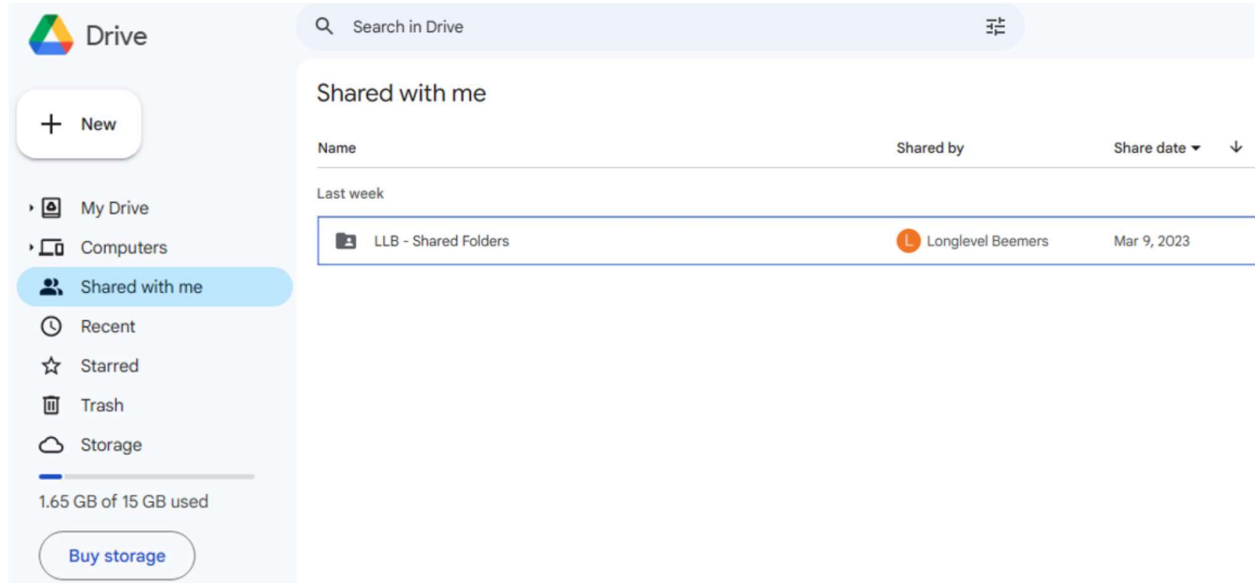 Drive
Search in Drive
New
My Drive
Computers
Shared with me
Recent
Starred
Trash
Storage
1.65 GB of 15 GB used
Buy storage
Shared with me
Name Shared by Share date
Last week
LLB - Shared Folders L Longlevel Beemers Mar 9, 2023